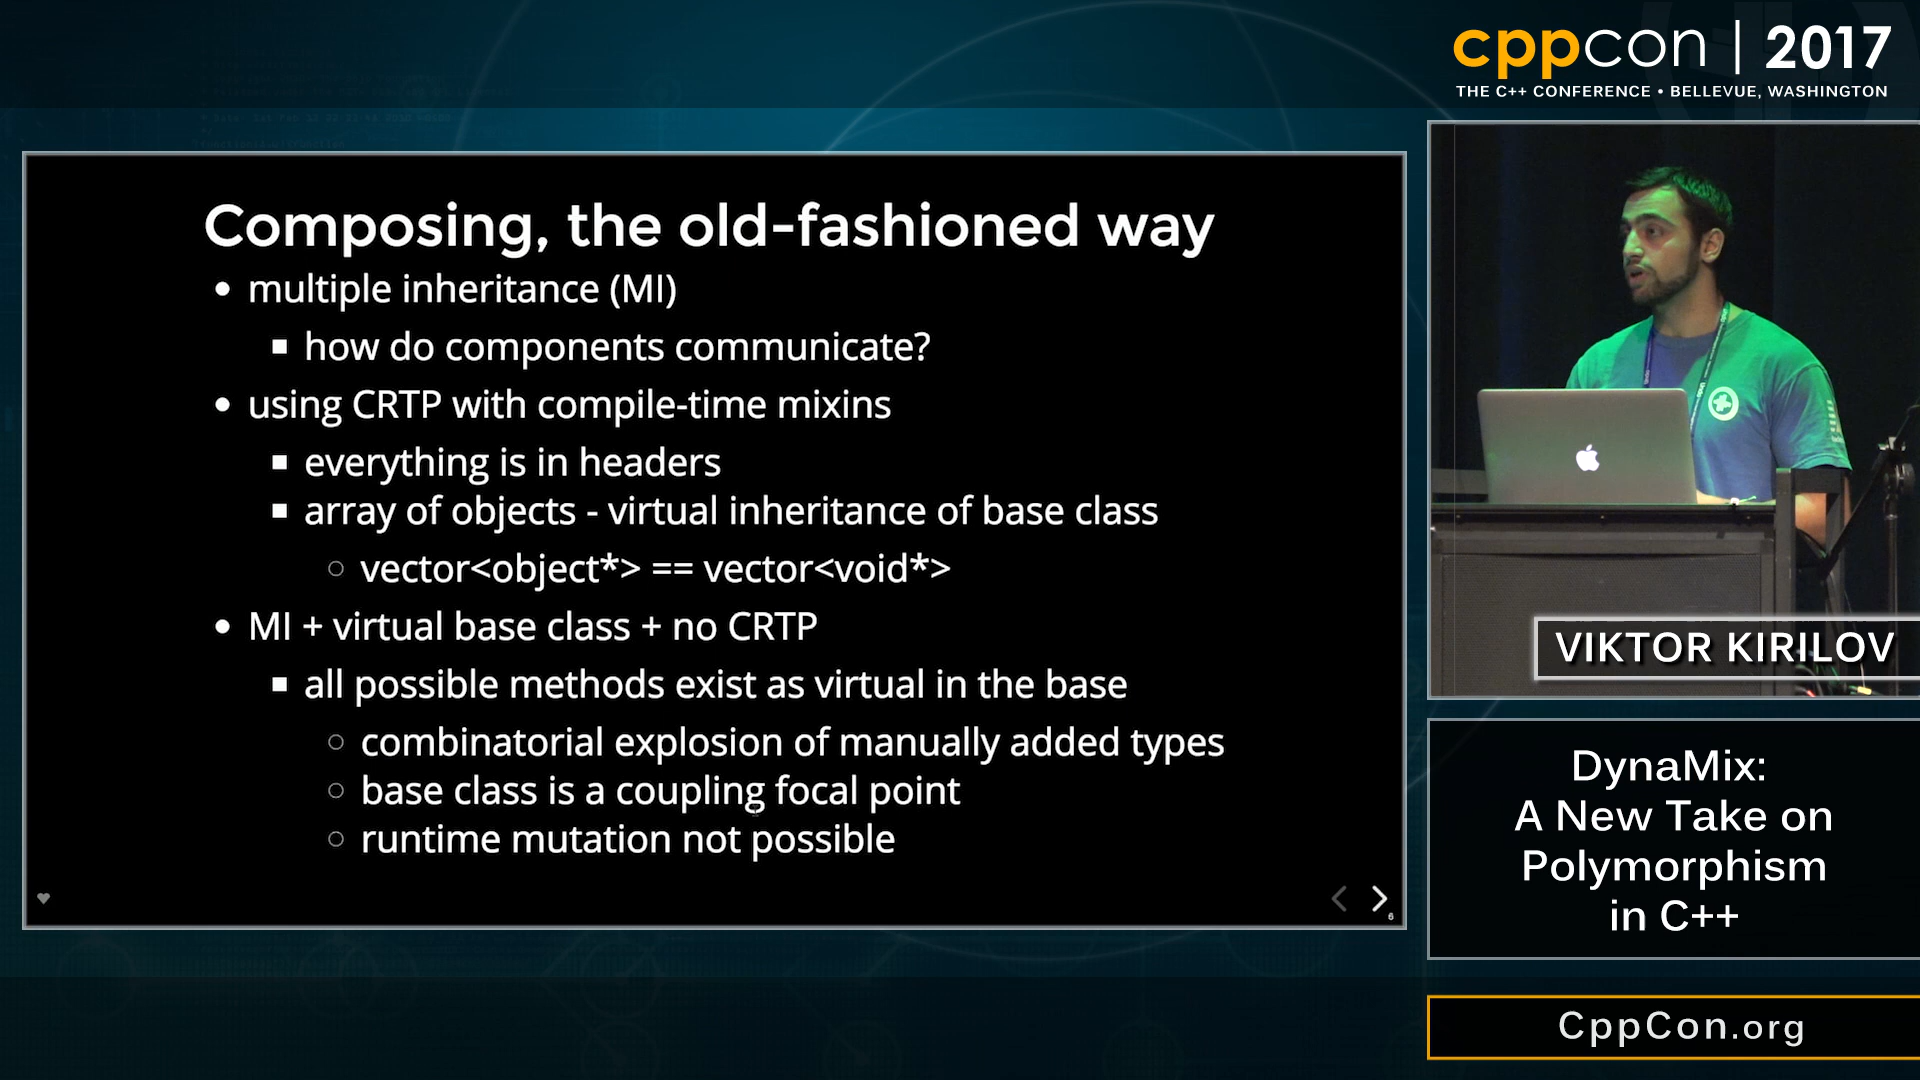 cppcon | 2017
THE C++ CONFERENCE • BELLEVUE, WASHINGTON
Composing, the old-fashioned way
• multiple inheritance (MI)
▪ how do components communicate?
• using CRTP with compile-time mixins
▪ everything is in headers
▪ array of objects - virtual inheritance of base class
○ vector<object*> == vector<void*>
• MI + virtual base class + no CRTP
▪ all possible methods exist as virtual in the base
○ combinatorial explosion of manually added types
○ base class is a coupling focal point
○ runtime mutation not possible
6
VIKTOR KIRILOV
DynaMix:
A New Take on
Polymorphism
in C++
CppCon.org